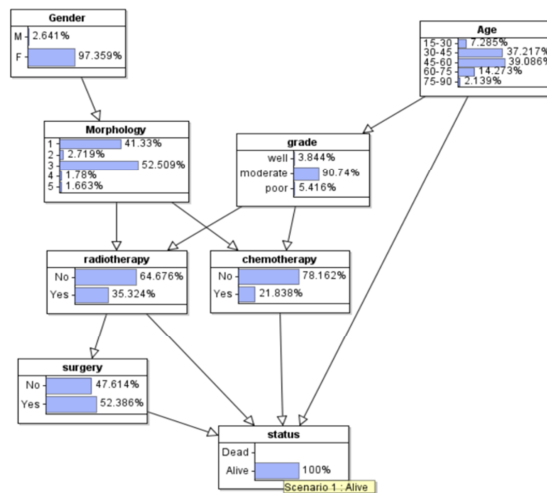 Gender
M - 2.641%
F - 97.359%
Age
15-30 - 7.285%
30-45 - 37.217%
45-60 - 39.086%
60-75 - 14.273%
75-90 - 2.139%
Morphology
1 - 41.33%
2 - 2.719%
3 - 52.509%
4 - 1.78%
5 - 1.663%
grade
well - 3.844%
moderate - 90.74%
poor - 5.416%
radiotherapy
No - 64.676%
Yes - 35.324%
chemotherapy
No - 78.162%
Yes - 21.838%
surgery
No - 47.614%
Yes - 52.386%
status
Dead -
Alive - 100%
Scenario 1 : Alive